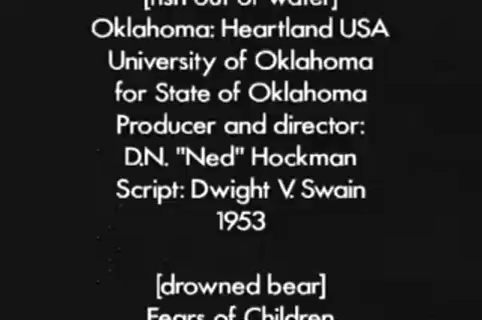 [fish out of water]
Oklahoma: Heartland USA
University of Oklahoma
for State of Oklahoma
Producer and director:
D.N. "Ned" Hockman
Script: Dwight V. Swain
1953
[drowned bear]
Fears of Children